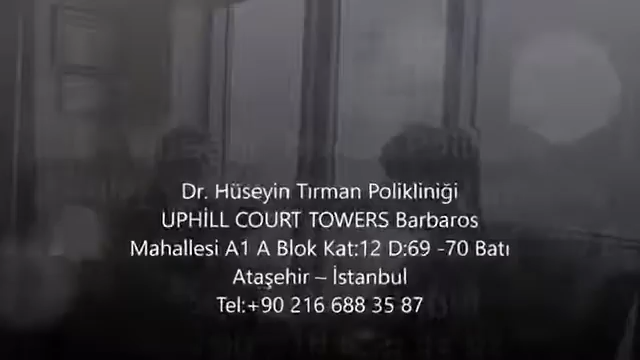 Dr. Hüseyin Tırman Polikliniği
UPHİLL COURT TOWERS Barbaros
Mahallesi A1 A Blok Kat:12 D:69 -70 Batı
Ataşehir – İstanbul
Tel:+90 216 688 35 87